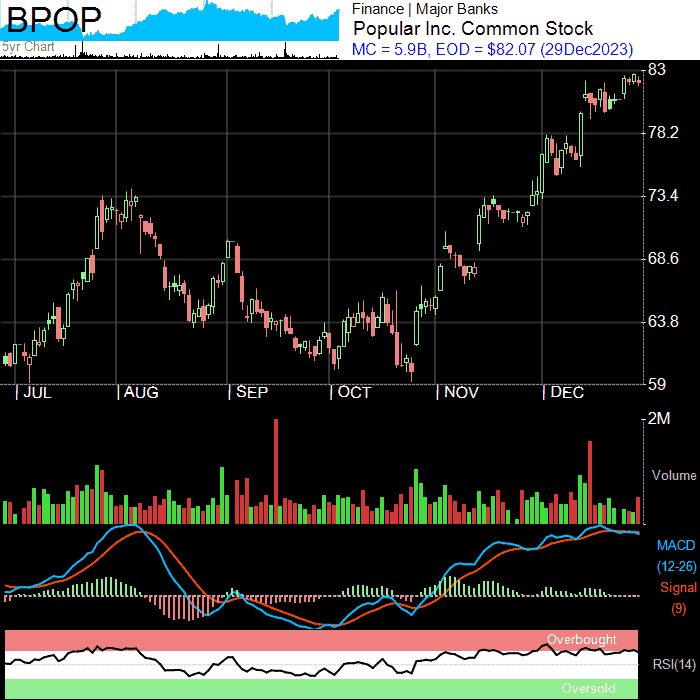 BPOP
5yr Chart
Finance | Major Banks
Popular Inc. Common Stock
MC = 5.9B, EOD = $82.07 (29Dec2023)
83
78.2
73.4
68.6
63.8
59
JUL AUG SEP OCT NOV DEC
2M
Volume
MACD
(12-26)
Signal
(9)
Overbought
RSI(14)
Oversold